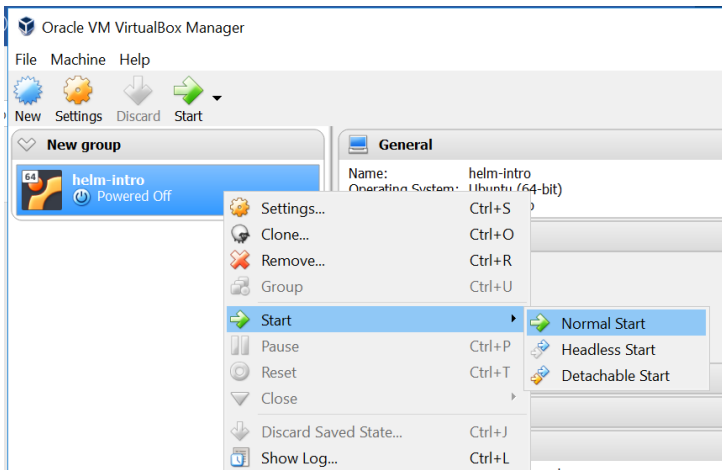 Oracle VM VirtualBox Manager
File Machine Help
New Settings Discard Start
New group
64
helm-intro
Powered Off
General
Name: helm-intro
Operating System: Ubuntu (64-bit)
Settings... Ctrl+S
Clone... Ctrl+O
Remove... Ctrl+R
Group Ctrl+U
Start
Pause Ctrl+P
Reset Ctrl+T
Close
Discard Saved State... Ctrl+J
Show Log... Ctrl+L
Normal Start
Headless Start
Detachable Start